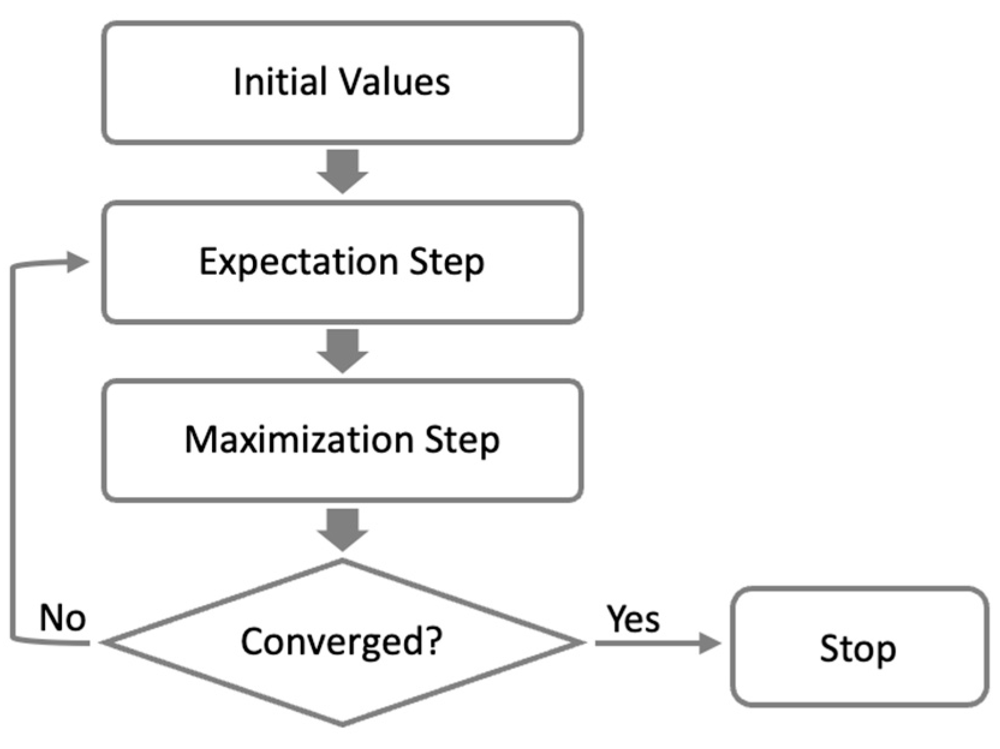 Initial Values
Expectation Step
Maximization Step
Converged?
No
Yes
Stop